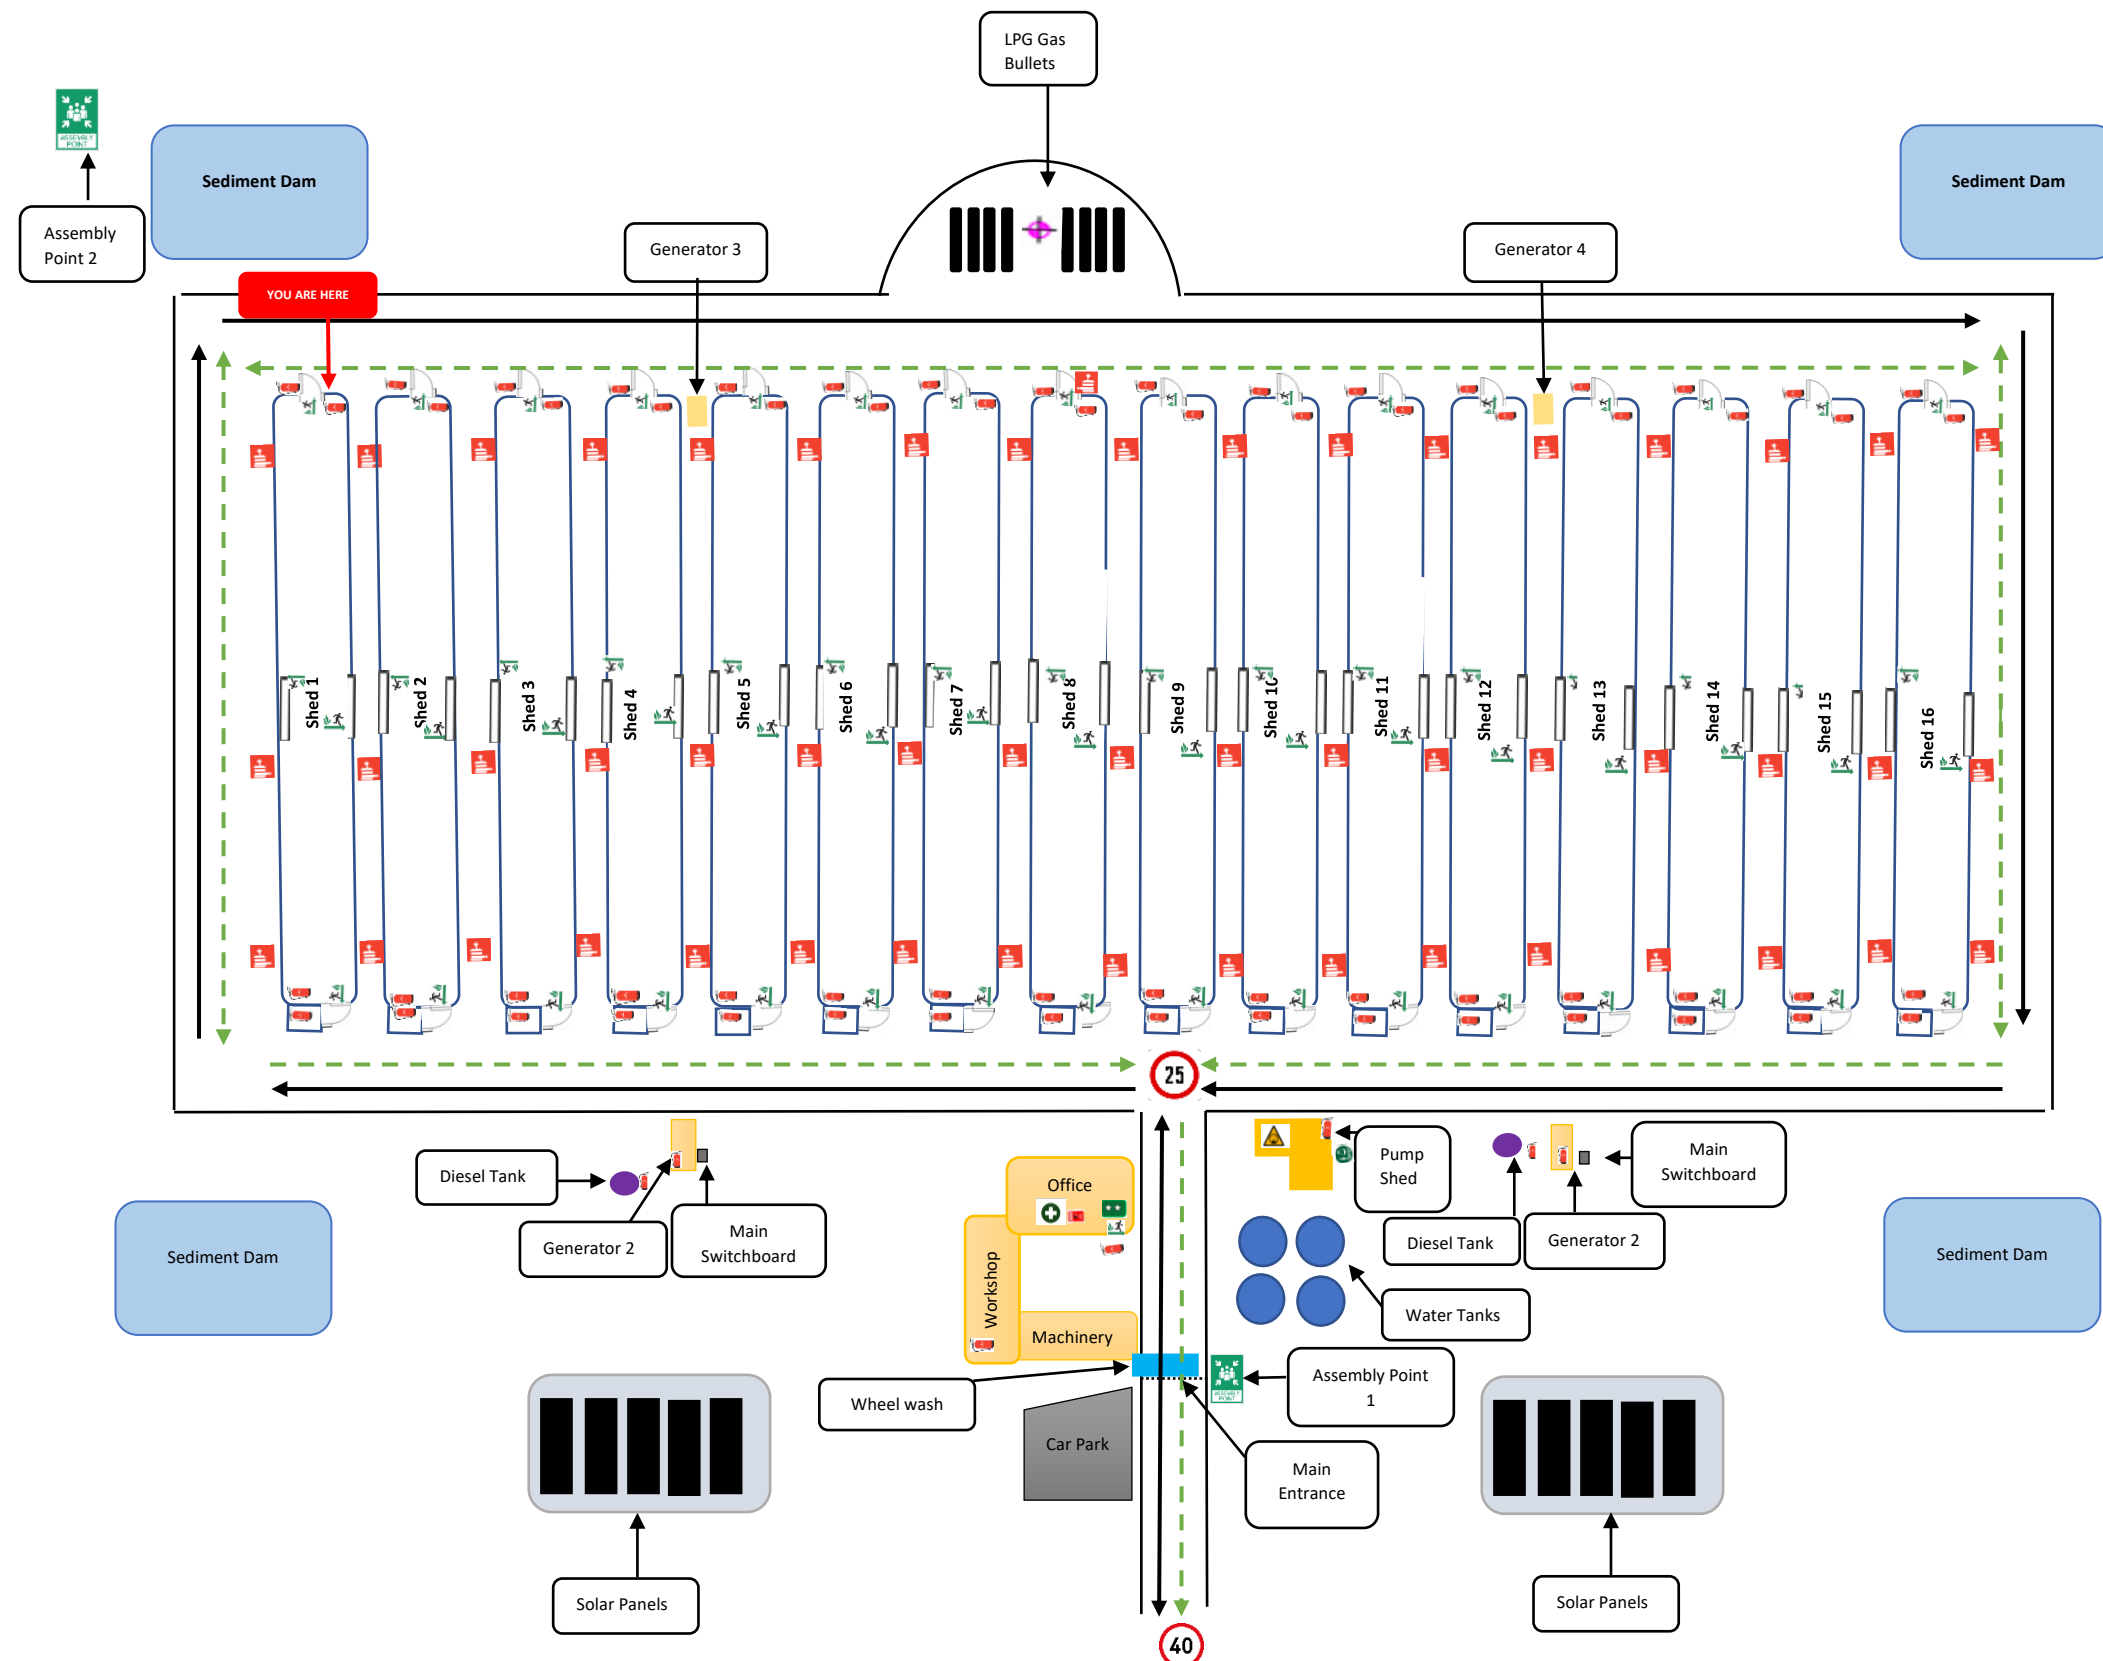 LPG Gas
Bullets
ASSEMBLY
POINT
Sediment Dam
Sediment Dam
Assembly
Point 2
Generator 3
Generator 4
YOU ARE HERE
Shed 1
Shed 2
Shed 3
Shed 4
Shed 5
Shed 6
Shed 7
Shed 8
Shed 9
Shed 10
Shed 11
Shed 12
Shed 13
Shed 14
Shed 15
Shed 16
25
Diesel Tank
Generator 2
Main
Switchboard
Office
Workshop
Machinery
Pump
Shed
Main
Switchboard
Diesel Tank
Generator 2
Sediment Dam
Sediment Dam
Water Tanks
Wheel wash
ASSEMBLY
POINT
Assembly Point
1
Car Park
Main
Entrance
Solar Panels
Solar Panels
40